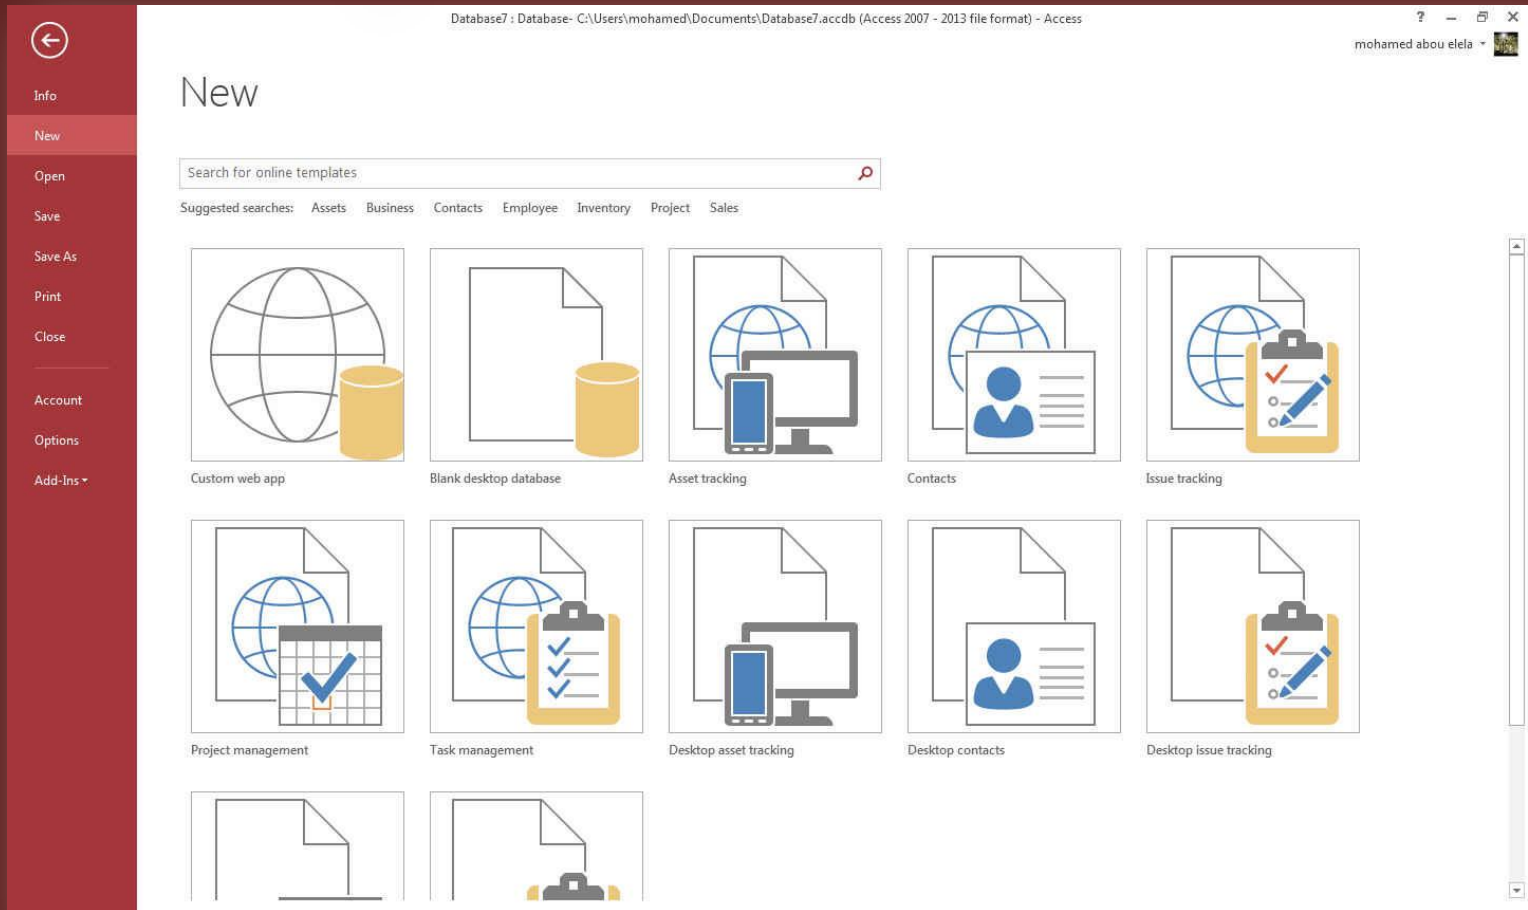 Database7 : Database- C:\Users\mohamed\Documents\Database7.accdb (Access 2007 - 2013 file format) - Access
?
mohamed abou elela
Info
New
Open
Save
Save As
Print
Close
Account
Options
Add-Ins
New
Search for online templates
Suggested searches: Assets Business Contacts Employee Inventory Project Sales
Custom web app Blank desktop database Asset tracking Contacts Issue tracking
Project management Task management Desktop asset tracking Desktop contacts Desktop issue tracking